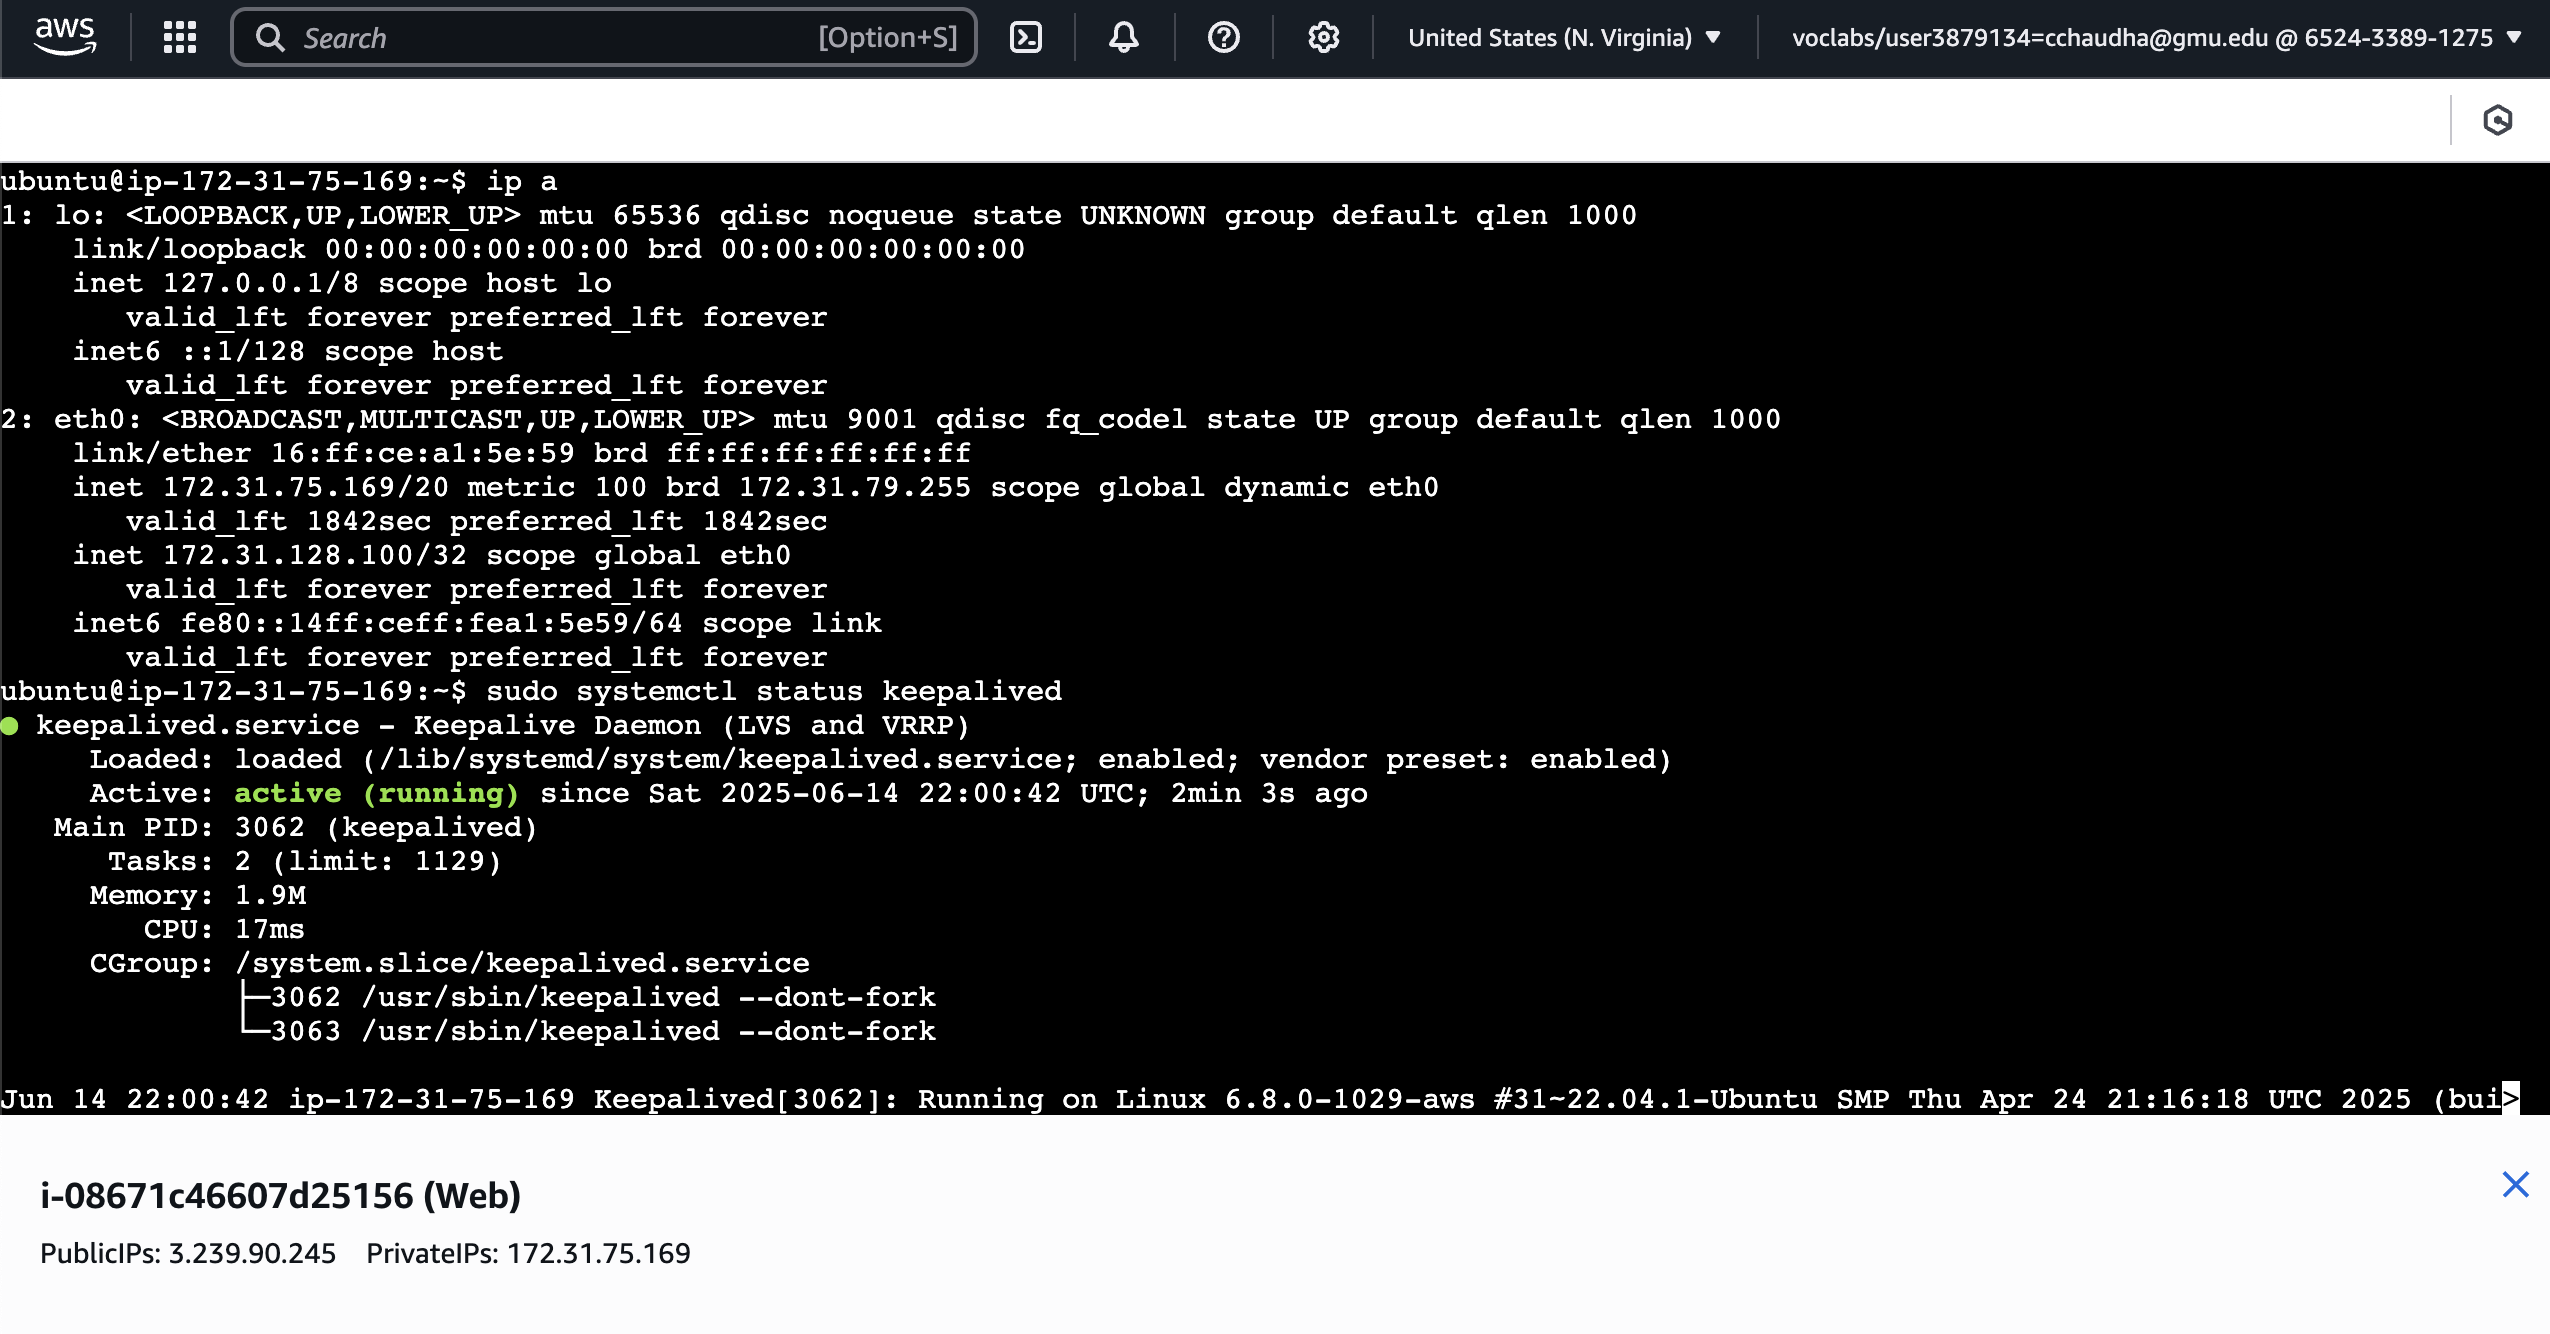 aws
Search [Option+S]
United States (N. Virginia)
voclabs/user3879134=cchaudha@gmu.edu @ 6524-3389-1275
ubuntu@ip-172-31-75-169:~$ ip a
1: lo: <LOOPBACK,UP,LOWER_UP> mtu 65536 qdisc noqueue state UNKNOWN group default qlen 1000
    link/loopback 00:00:00:00:00:00 brd 00:00:00:00:00:00
    inet 127.0.0.1/8 scope host lo
       valid_lft forever preferred_lft forever
    inet6 ::1/128 scope host
       valid_lft forever preferred_lft forever
2: eth0: <BROADCAST,MULTICAST,UP,LOWER_UP> mtu 9001 qdisc fq_codel state UP group default qlen 1000
    link/ether 16:ff:ce:a1:5e:59 brd ff:ff:ff:ff:ff:ff
    inet 172.31.75.169/20 metric 100 brd 172.31.79.255 scope global dynamic eth0
       valid_lft 1842sec preferred_lft 1842sec
    inet 172.31.128.100/32 scope global eth0
       valid_lft forever preferred_lft forever
    inet6 fe80::14ff:ceff:fea1:5e59/64 scope link
       valid_lft forever preferred_lft forever
ubuntu@ip-172-31-75-169:~$ sudo systemctl status keepalived
● keepalived.service - Keepalive Daemon (LVS and VRRP)
     Loaded: loaded (/lib/systemd/system/keepalived.service; enabled; vendor preset: enabled)
     Active: active (running) since Sat 2025-06-14 22:00:42 UTC; 2min 3s ago
   Main PID: 3062 (keepalived)
      Tasks: 2 (limit: 1129)
     Memory: 1.9M
        CPU: 17ms
     CGroup: /system.slice/keepalived.service
             ├─3062 /usr/sbin/keepalived --dont-fork
             └─3063 /usr/sbin/keepalived --dont-fork
Jun 14 22:00:42 ip-172-31-75-169 Keepalived[3062]: Running on Linux 6.8.0-1029-aws #31~22.04.1-Ubuntu SMP Thu Apr 24 21:16:18 UTC 2025 (bui>
i-08671c46607d25156 (Web)
PublicIPs: 3.239.90.245 PrivateIPs: 172.31.75.169